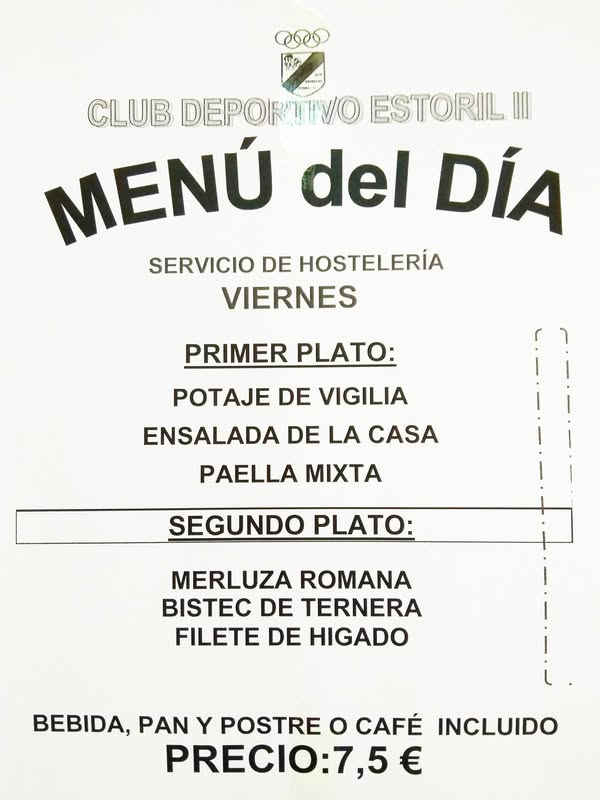 CLUB DEPORTIVO ESTORIL II
MENÚ del DÍA
SERVICIO DE HOSTELERÍA
VIERNES
PRIMER PLATO:
POTAJE DE VIGILIA
ENSALADA DE LA CASA
PAELLA MIXTA
SEGUNDO PLATO:
MERLUZA ROMANA
BISTEC DE TERNERA
FILETE DE HIGADO
BEBIDA, PAN Y POSTRE O CAFÉ INCLUIDO
PRECIO:7,5 €